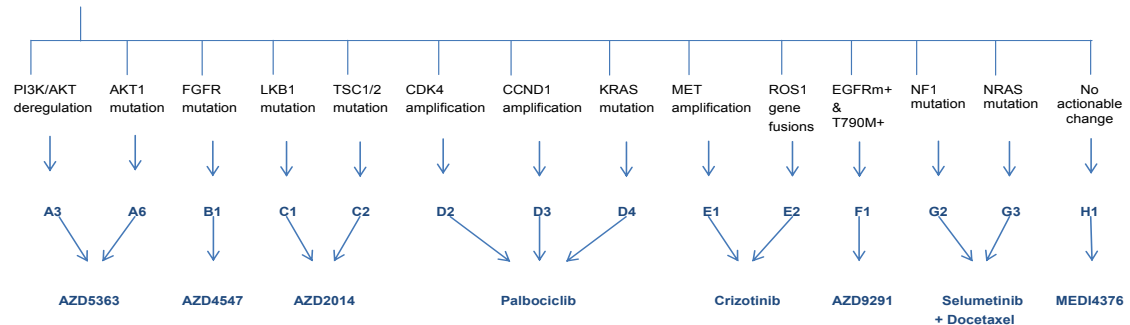 PI3K/AKT
deregulation
AKT1
mutation
FGFR
mutation
LKB1
mutation
TSC1/2
mutation
CDK4
amplification
CCND1
amplification
KRAS
mutation
MET
amplification
ROS1
gene
fusions
EGFRm+
&
T790M+
NF1
mutation
NRAS
mutation
No
actionable
change
A3
A6
B1
C1
C2
D2
D3
D4
E1
E2
F1
G2
G3
H1
AZD5363
AZD4547
AZD2014
Palbociclib
Crizotinib
AZD9291
Selumetinib
+ Docetaxel
MEDI4376